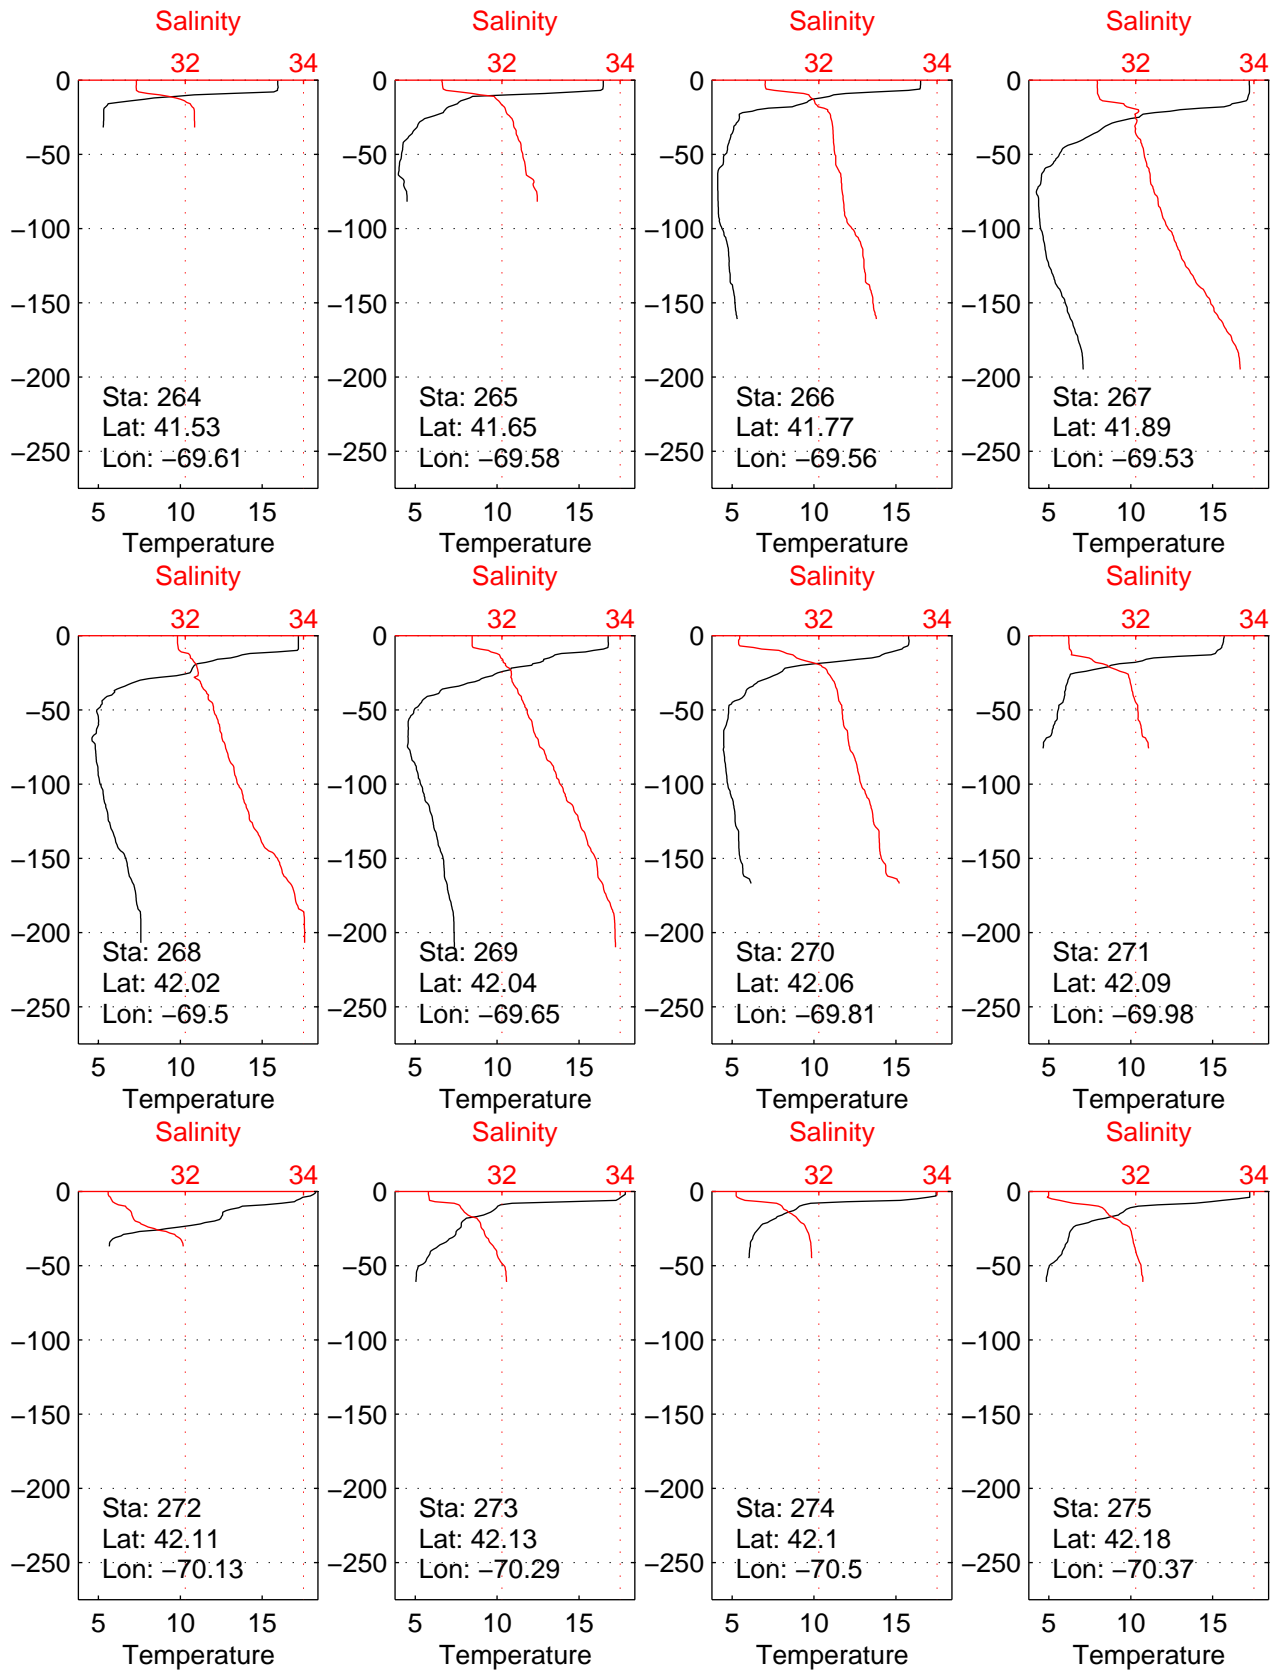 Salinity Salinity Salinity Salinity
32 34 32 34 32 34 32 34
0 0 0 0
−50 −50 −50 −50
−100 −100 −100 −100
−150 −150 −150 −150
−200 −200 −200 −200
Sta: 264 Sta: 265 Sta: 266 Sta: 267
Lat: 41.53 Lat: 41.65 Lat: 41.77 Lat: 41.89
−250 Lon: −69.61 −250 Lon: −69.58 −250 Lon: −69.56 −250 Lon: −69.53
5 10 15 5 10 15 5 10 15 5 10 15
Temperature Temperature Temperature Temperature
Salinity Salinity Salinity Salinity
32 34 32 34 32 34 32 34
0 0 0 0
−50 −50 −50 −50
−100 −100 −100 −100
−150 −150 −150 −150
−200 −200 −200 −200
Sta: 268 Sta: 269 Sta: 270 Sta: 271
Lat: 42.02 Lat: 42.04 Lat: 42.06 Lat: 42.09
−250 Lon: −69.5 −250 Lon: −69.65 −250 Lon: −69.81 −250 Lon: −69.98
5 10 15 5 10 15 5 10 15 5 10 15
Temperature Temperature Temperature Temperature
Salinity Salinity Salinity Salinity
32 34 32 34 32 34 32 34
0 0 0 0
−50 −50 −50 −50
−100 −100 −100 −100
−150 −150 −150 −150
−200 −200 −200 −200
Sta: 272 Sta: 273 Sta: 274 Sta: 275
Lat: 42.11 Lat: 42.13 Lat: 42.1 Lat: 42.18
−250 Lon: −70.13 −250 Lon: −70.29 −250 Lon: −70.5 −250 Lon: −70.37
5 10 15 5 10 15 5 10 15 5 10 15
Temperature Temperature Temperature Temperature